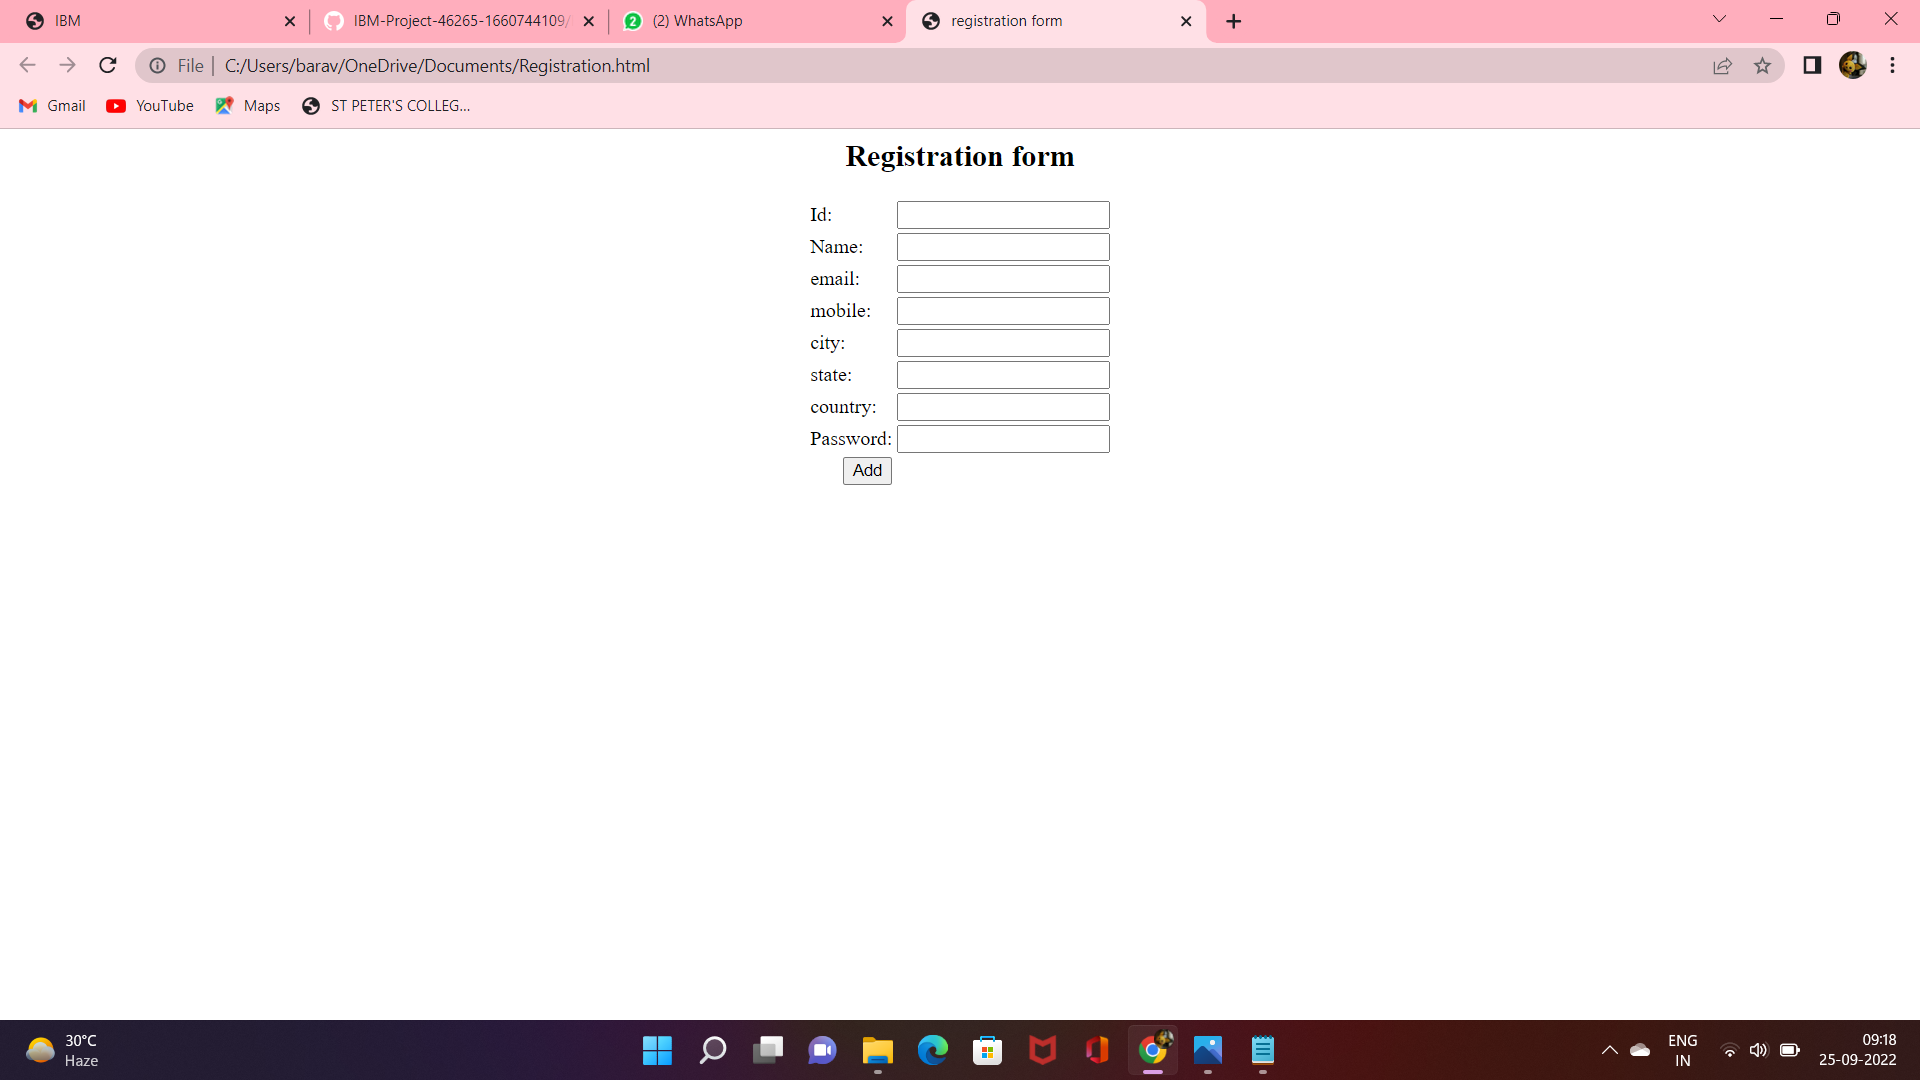 IBM
IBM-Project-46265-1660744109/
2 (2) WhatsApp
registration form
File
C:/Users/barav/OneDrive/Documents/Registration.html
Gmail
YouTube
Maps
ST PETER'S COLLEG...
Registration form
Id:
Name:
email:
mobile:
city:
state:
country:
Password:
Add
30°C
Haze
ENG
IN
09:18
25-09-2022